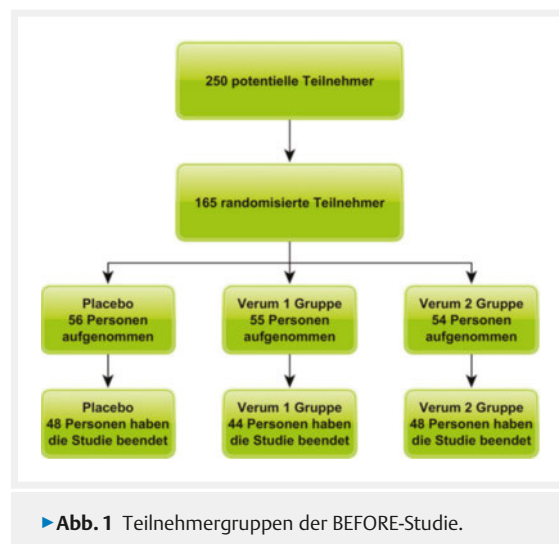 250 potentielle Teilnehmer
165 randomisierte Teilnehmer
Placebo
56 Personen
aufgenommen
Verum 1 Gruppe
55 Personen
aufgenommen
Verum 2 Gruppe
54 Personen
aufgenommen
Placebo
48 Personen haben
die Studie beendet
Verum 1 Gruppe
44 Personen haben
die Studie beendet
Verum 2 Gruppe
48 Personen haben
die Studie beendet
►Abb. 1 Teilnehmergruppen der BEFORE-Studie.